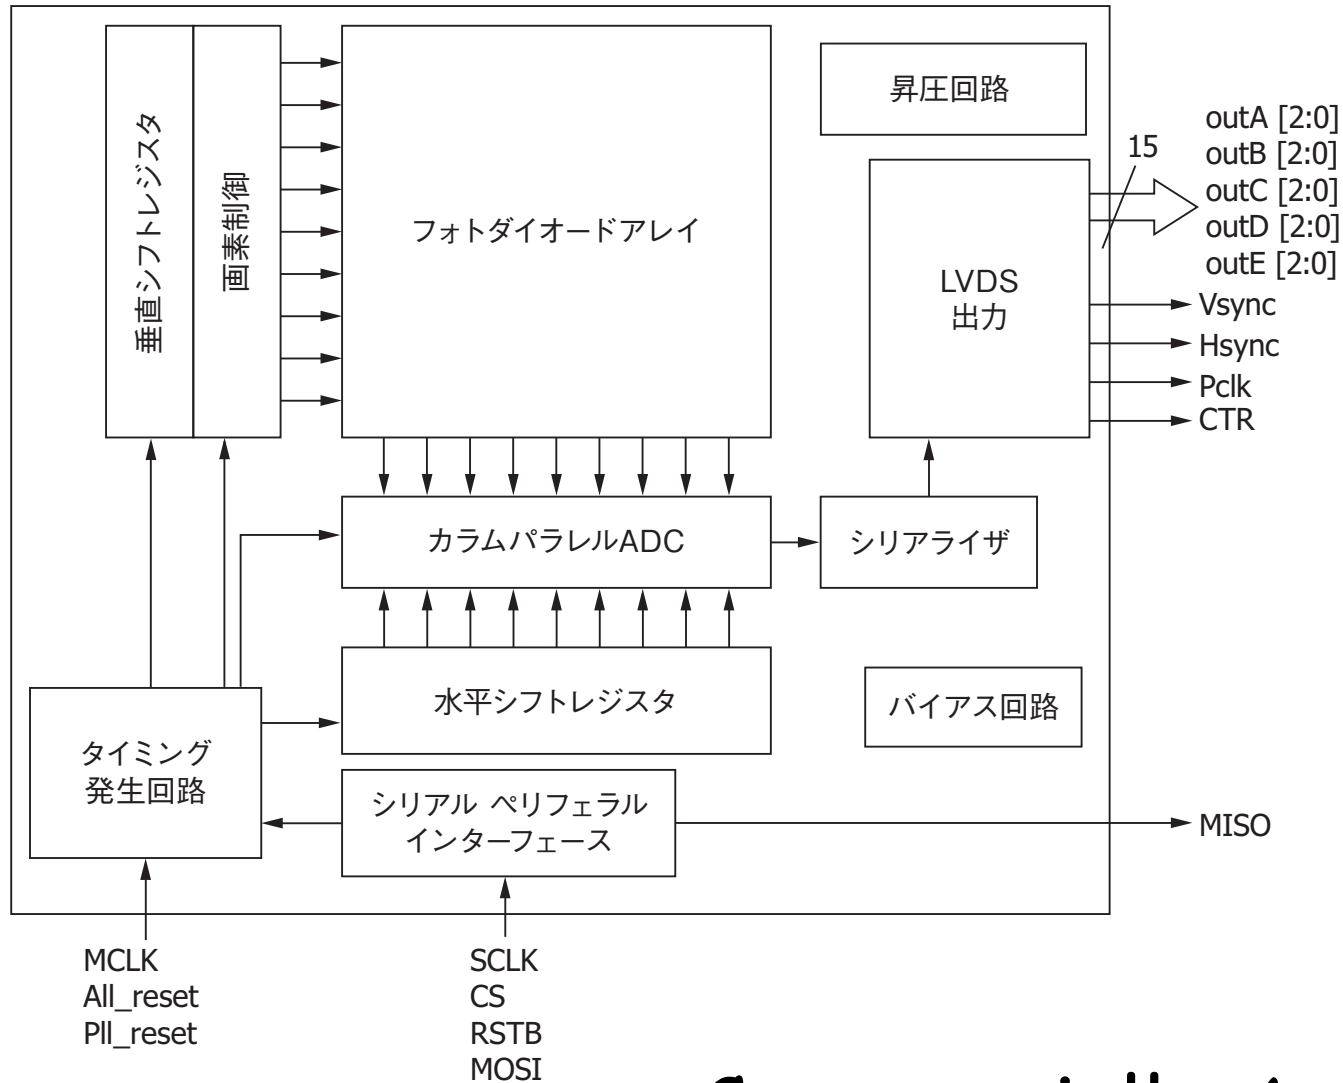 垂直シフトレジスタ
画素制御
フォトダイオードアレイ
昇圧回路
15
outA [2:0]
outB [2:0]
outC [2:0]
outD [2:0]
outE [2:0]
LVDS
出力
Vsync
Hsync
Pclk
CTR
カラムパラレルADC
シリアライザ
水平シフトレジスタ
バイアス回路
タイミング
発生回路
シリアル ペリフェラル
インターフェース
MISO
MCLK
All_reset
Pll_reset
SCLK
CS
RSTB
MOSI